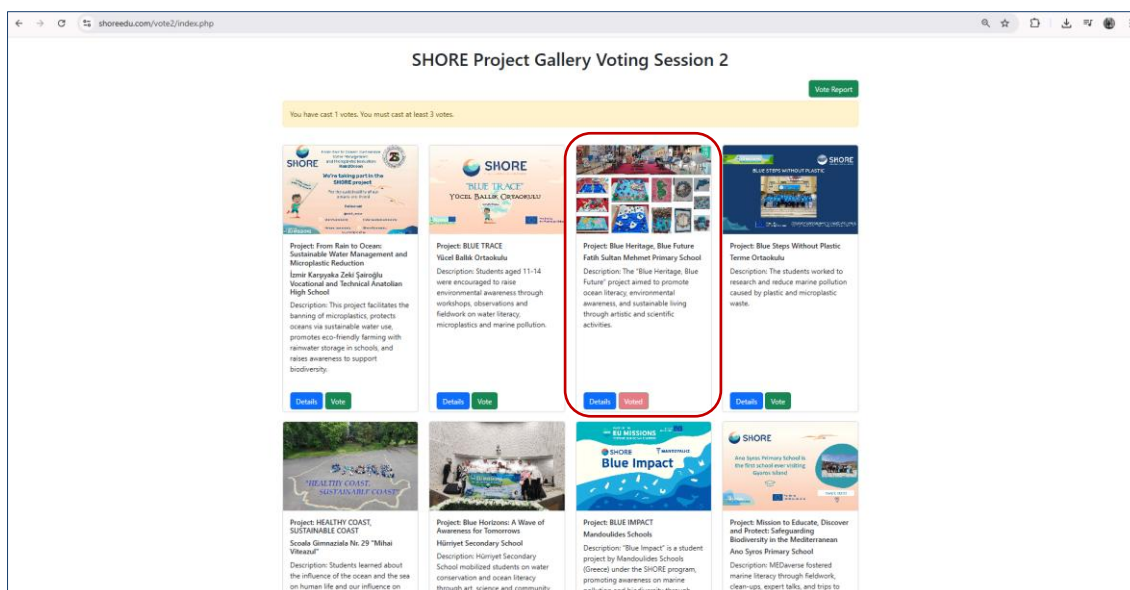 shoreedu.com/vote2/index.php
SHORE Project Gallery Voting Session 2
Vote Report
You have cast 1 votes. You must cast at least 3 votes.
SHORE
We're taking part in the
SHORE project
Project: From Rain to Ocean:
Sustainable Water Management and
Microplastic Reduction
İzmir Karşıyaka Zeki Şairoğlu
Vocational and Technical Anatolian
High School
Description: This project facilitates the
banning of microplastics, protects
oceans via sustainable water use,
promotes eco-friendly farming with
rainwater storage in schools, and
raises awareness to support
biodiversity.
Details Vote
SHORE
"BLUE TRACE"
YÜCEL BALLIK ORTAOKULU
Project: BLUE TRACE
Yücel Ballık Ortaokulu
Description: Students aged 11-14
were encouraged to raise
environmental awareness through
workshops, observations and
fieldwork on water literacy,
microplastics and marine pollution.
Details Vote
Project: Blue Heritage, Blue Future
Fatih Sultan Mehmet Primary School
Description: The "Blue Heritage, Blue
Future" project aimed to promote
ocean literacy, environmental
awareness, and sustainable living
through artistic and scientific
activities.
Details Voted
SHORE
BLUE STEPS WITHOUT PLASTIC
Project: Blue Steps Without Plastic
Terme Ortaokulu
Description: The students worked to
research and reduce marine pollution
caused by plastic and microplastic
waste.
Details Vote
"HEALTHY COAST,
SUSTAINABLE COAST"
Project: HEALTHY COAST,
SUSTAINABLE COAST
Scoala Gimnaziala Nr. 29 "Mihai
Viteazul"
Description: Students learned about
the influence of the ocean and the sea
on human life and our influence on
Project: Blue Horizons: A Wave of
Awareness for Tomorrows
Hürriyet Secondary School
Description: Hürriyet Secondary
School mobilized students on water
conservation and ocean literacy
through art, science and community
EU MISSIONS
SHORE MANDOULIDES
Blue Impact
Project: BLUE IMPACT
Mandoulides Schools
Description: "Blue Impact" is a student
project by Mandoulides Schools
(Greece) under the SHORE program,
promoting awareness on marine
pollution and biodiversity through
SHORE
Ano Syros Primary School is
the first school ever visiting
Gyaros Island
Project: Mission to Educate, Discover
and Protect: Safeguarding
Biodiversity in the Mediterranean
Ano Syros Primary School
Description: MEDaverse fostered
marine literacy through fieldwork,
clean-ups, expert talks, and trips to